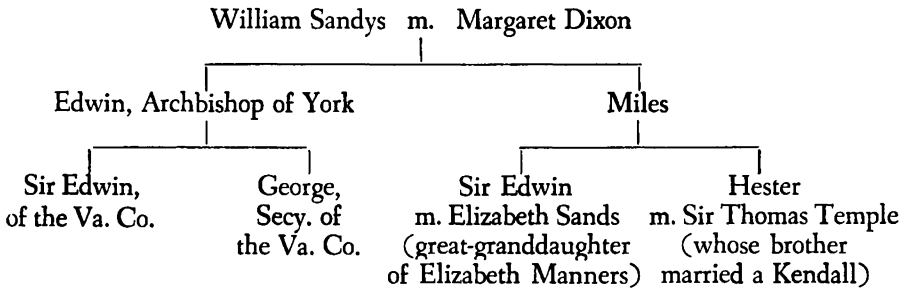 William Sandys m. Margaret Dixon
Edwin, Archbishop of York
Miles
Sir Edwin,
of the Va. Co.
George,
Secy. of
the Va. Co.
Sir Edwin
m. Elizabeth Sands
(great-granddaughter
of Elizabeth Manners)
Hester
m. Sir Thomas Temple
(whose brother
married a Kendall)